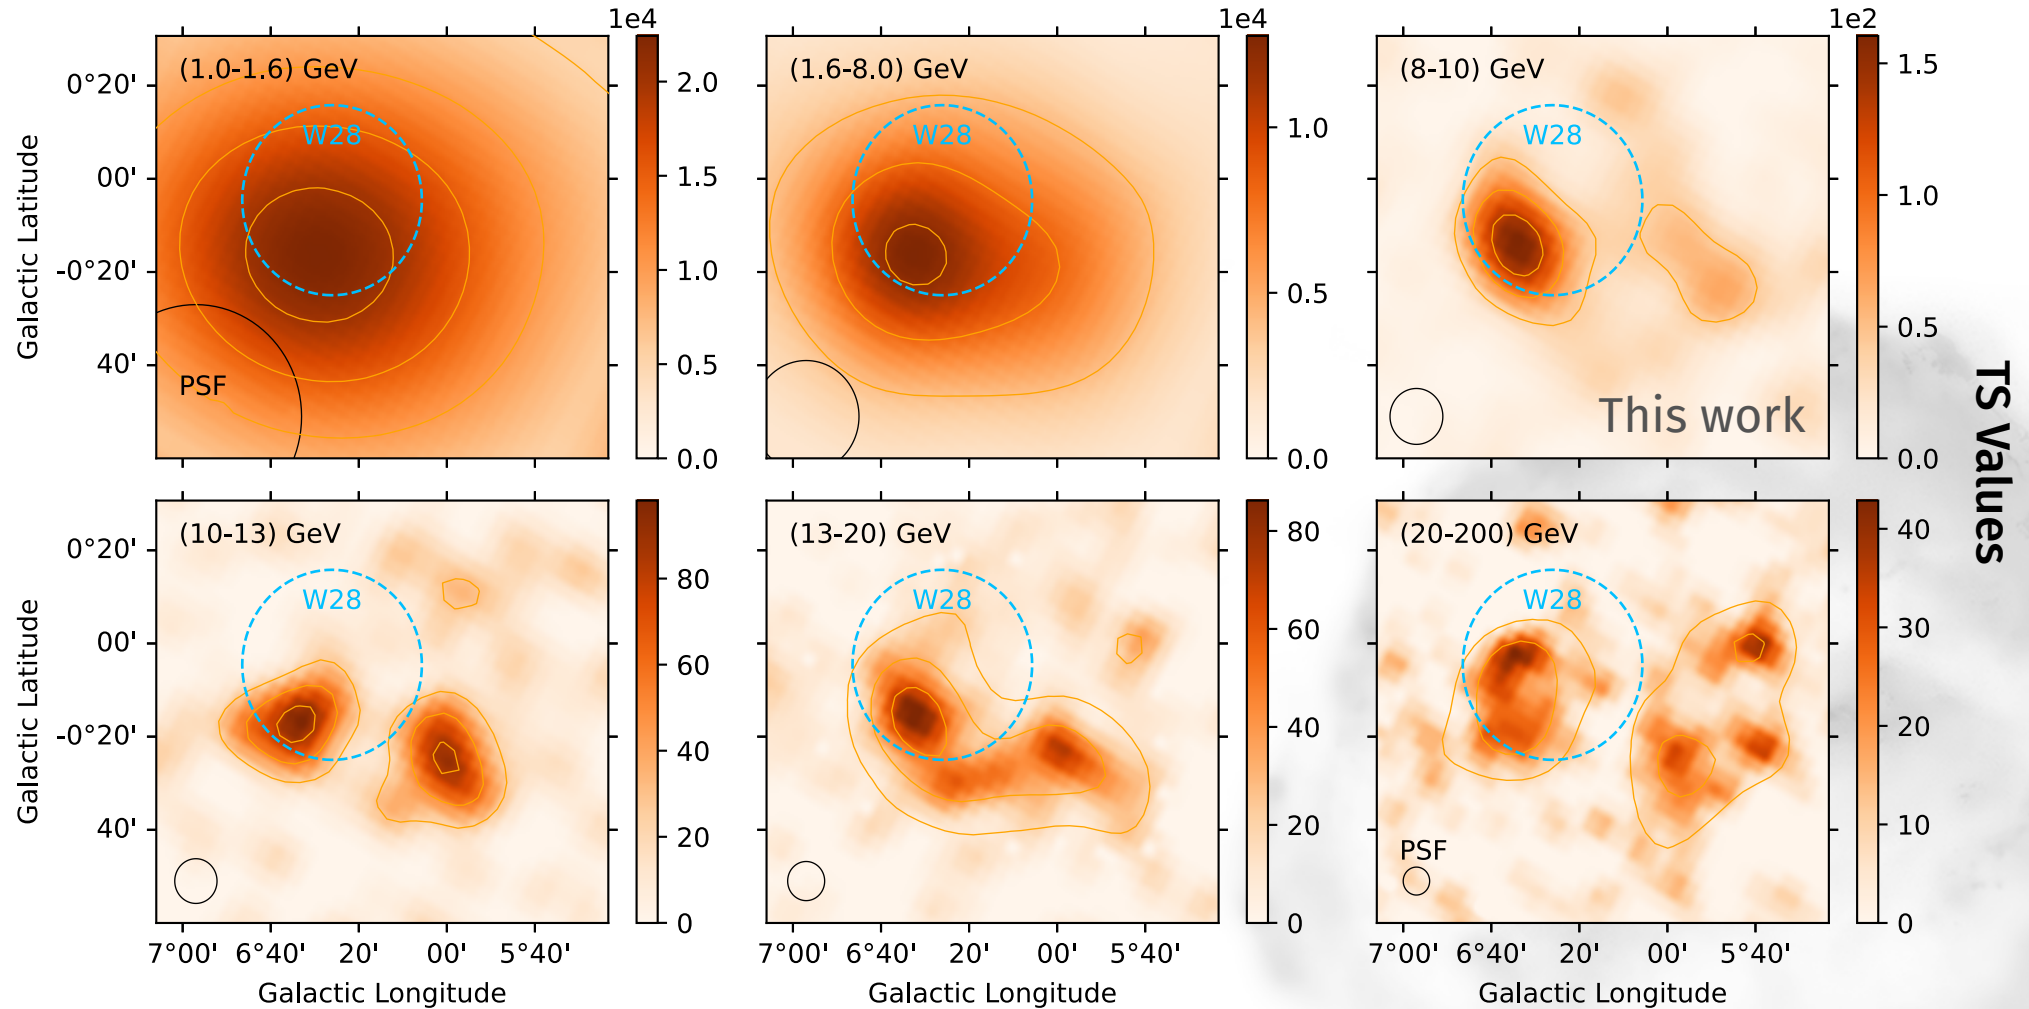 1e4
1e4
1e2
(1.0-1.6) GeV
(1.6-8.0) GeV
(8-10) GeV
W28
W28
W28
PSF
This work
0°20'
00'
-0°20'
40'
Galactic Latitude
2.0
1.5
1.0
0.5
0.0
1.0
0.5
0.0
1.5
1.0
0.5
0.0
TS Values
(10-13) GeV
(13-20) GeV
(20-200) GeV
W28
W28
W28
PSF
0°20'
00'
-0°20'
40'
Galactic Latitude
80
60
40
20
0
80
60
40
20
0
40
30
20
10
0
7°00' 6°40' 20' 00' 5°40'
7°00' 6°40' 20' 00' 5°40'
7°00' 6°40' 20' 00' 5°40'
Galactic Longitude
Galactic Longitude
Galactic Longitude